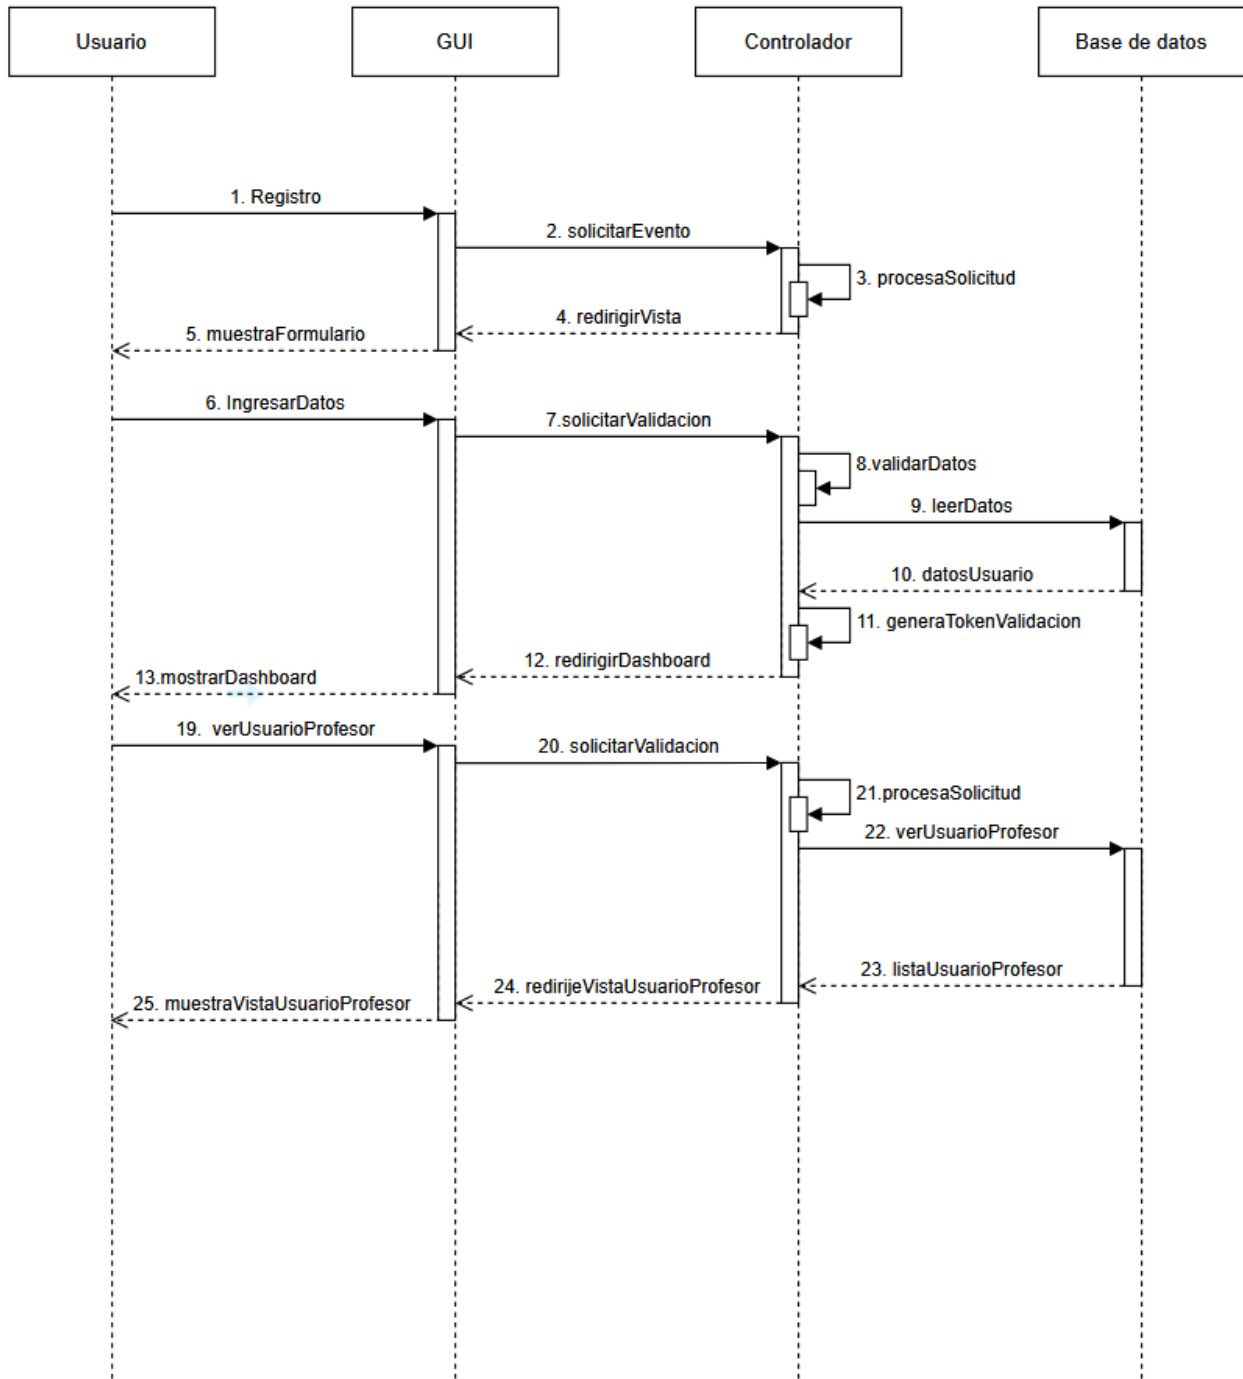 Usuario
GUI
Controlador
Base de datos
1. Registro
2. solicitarEvento
3. procesaSolicitud
4. redirigirVista
5. muestraFormulario
6. IngresarDatos
7.solicitarValidacion
8.validarDatos
9. leerDatos
10. datosUsuario
11. generaTokenValidacion
12. redirigirDashboard
13.mostrarDashboard
19. verUsuarioProfesor
20. solicitarValidacion
21.procesaSolicitud
22. verUsuarioProfesor
23. listaUsuarioProfesor
24. redirijeVistaUsuarioProfesor
25. muestraVistaUsuarioProfesor